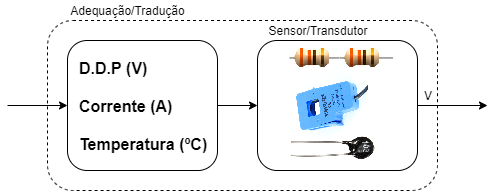 Adequação/Tradução
Sensor/Transdutor
D.D.P (V)
Corrente (A)
Temperatura (ºC)
V